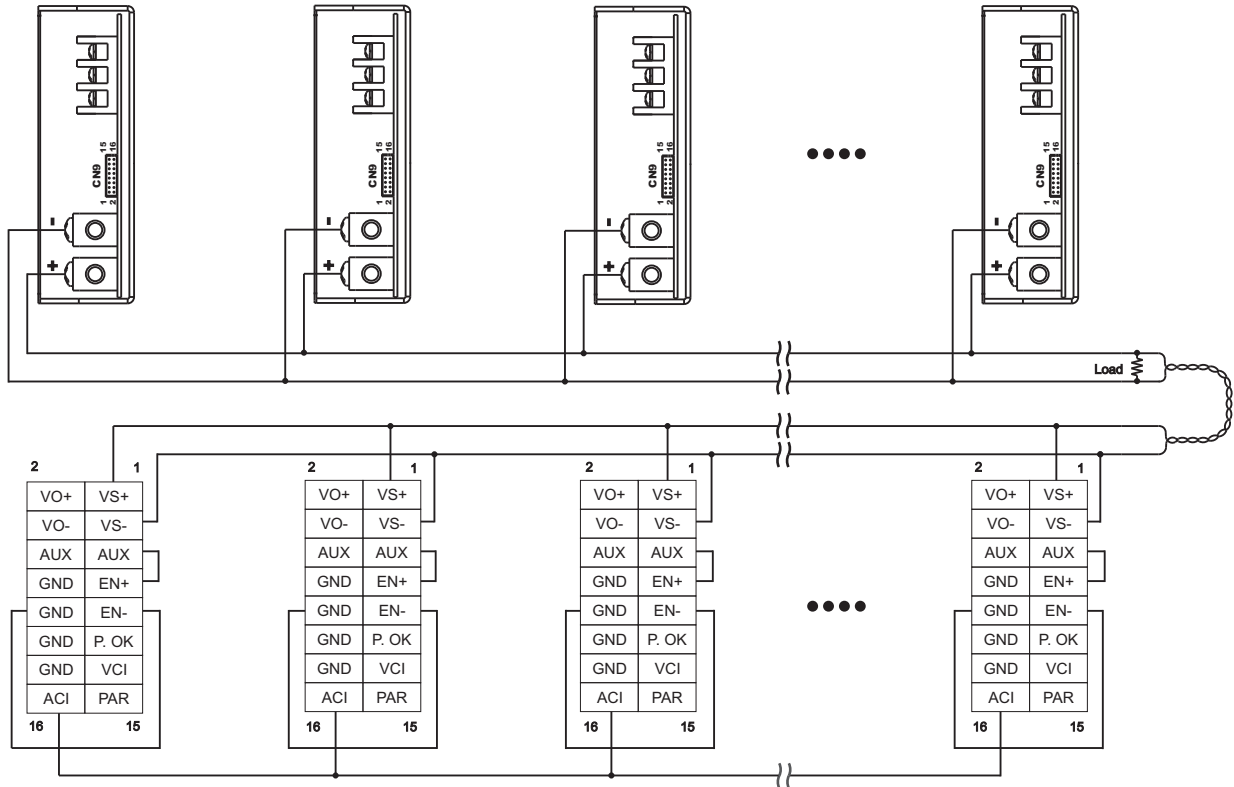 15 16
CN9
1 2
-
+
15 16
CN9
1 2
-
+
15 16
CN9
1 2
-
+
15 16
CN9
1 2
-
+
Load
2 1
VO+ VS+
VO- VS-
AUX AUX
GND EN+
GND EN-
GND P. OK
GND VCI
ACI PAR
16 15
2 1
VO+ VS+
VO- VS-
AUX AUX
GND EN+
GND EN-
GND P. OK
GND VCI
ACI PAR
16 15
2 1
VO+ VS+
VO- VS-
AUX AUX
GND EN+
GND EN-
GND P. OK
GND VCI
ACI PAR
16 15
2 1
VO+ VS+
VO- VS-
AUX AUX
GND EN+
GND EN-
GND P. OK
GND VCI
ACI PAR
16 15